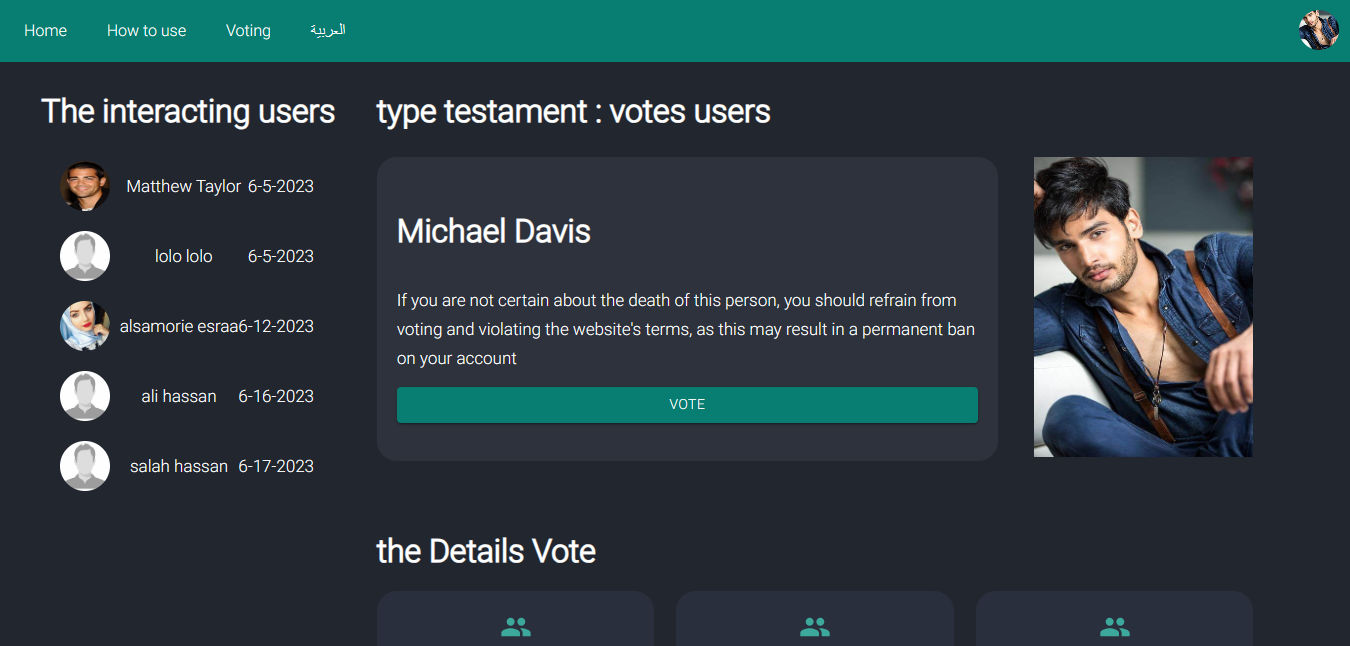 Home How to use Voting العربية
The interacting users
Matthew Taylor 6-5-2023
lolo lolo 6-5-2023
alsamorie esraa 6-12-2023
ali hassan 6-16-2023
salah hassan 6-17-2023
type testament : votes users
Michael Davis
If you are not certain about the death of this person, you should refrain from
voting and violating the website's terms, as this may result in a permanent ban
on your account
VOTE
the Details Vote